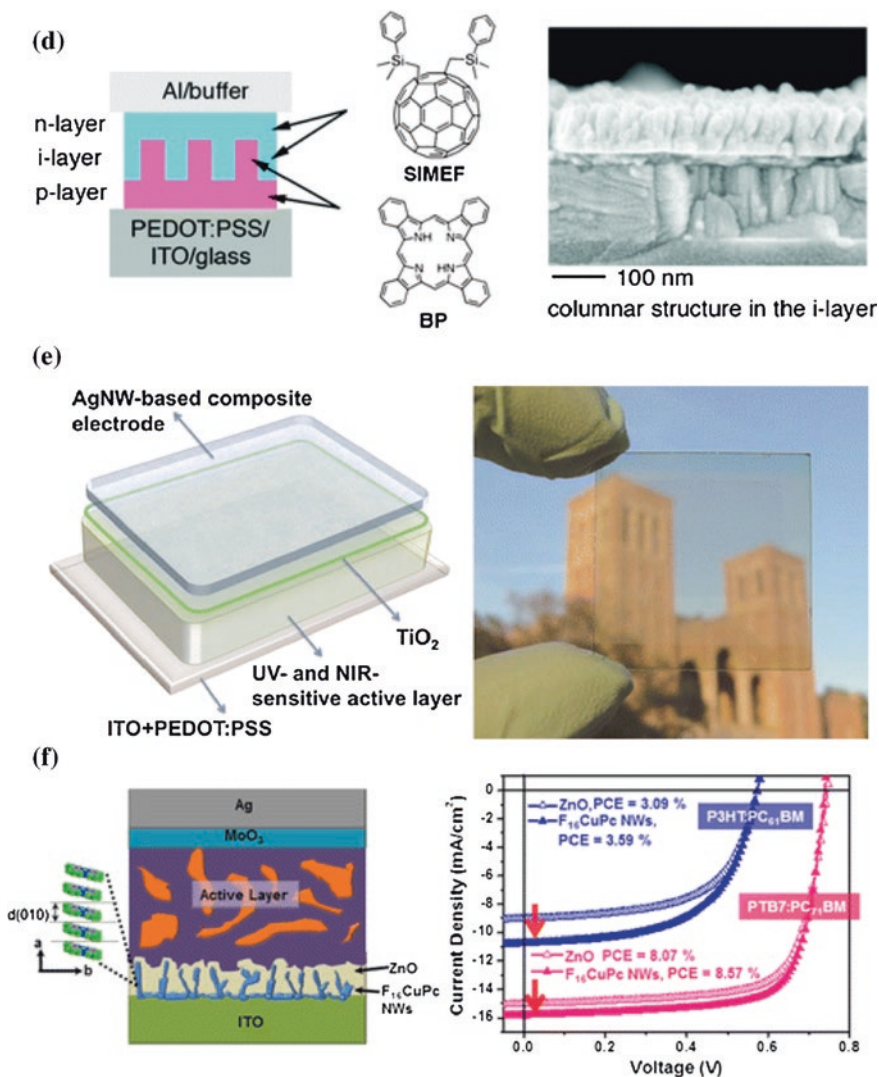 (d)
Al/buffer
n-layer
i-layer
p-layer
PEDOT:PSS/
ITO/glass
Si
Si
SIMEF
NH
N
N
HN
BP
100 nm
columnar structure in the i-layer
(e)
AgNW-based composite
electrode
TiO₂
UV- and NIR-
sensitive active layer
ITO+PEDOT:PSS
(f)
Ag
MoO₃
Active Layer
d(010)
a
b
ZnO
F₁₆CuPc
NWs
ITO
Current Density (mA/cm²)
0
-2
-4
-6
-8
-10
-12
-14
-16
ZnO, PCE = 3.09 %
F₁₆CuPc NWs,
PCE = 3.59 %
P3HT:PC₆₁BM
PTB7:PC₇₁BM
ZnO PCE = 8.07 %
F₁₆CuPc NWs, PCE = 8.57 %
0.0
0.2
0.4
0.6
0.8
Voltage (V)